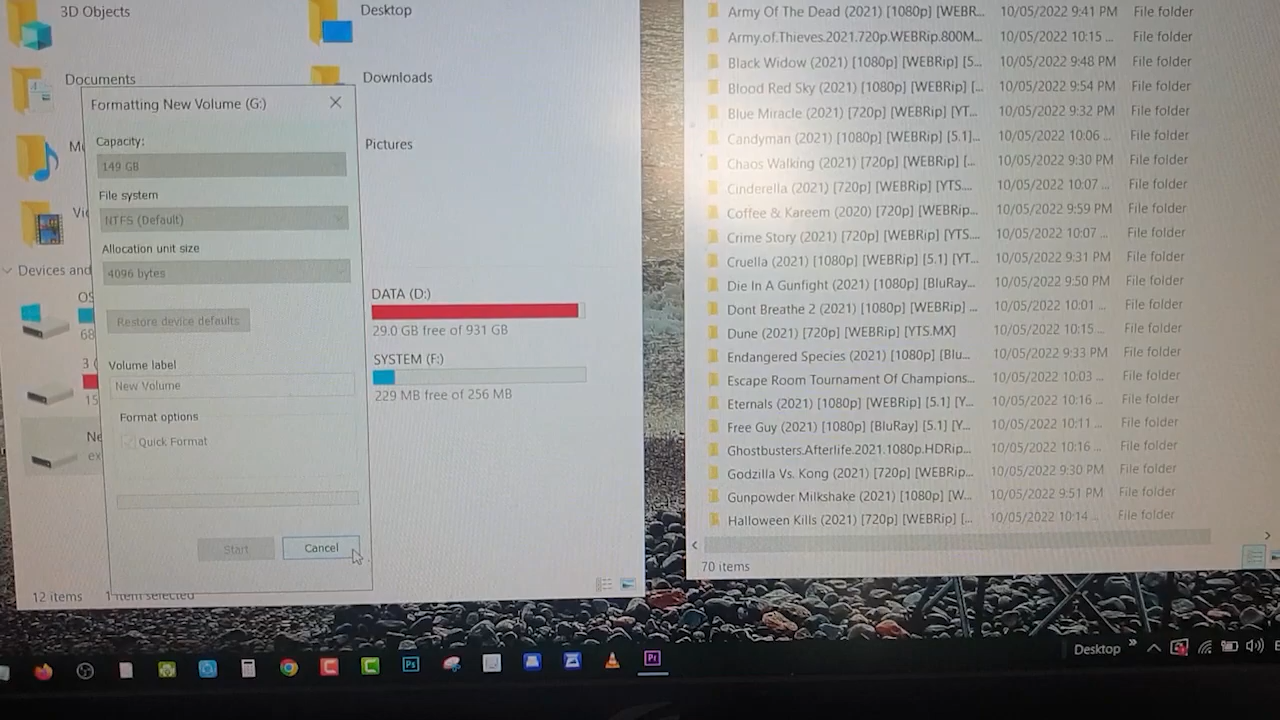 3D Objects
Desktop
Documents
Downloads
Pictures
Devices and
DATA (D:)
29.0 GB free of 931 GB
SYSTEM (F:)
229 MB free of 256 MB
12 items
1 item selected
Formatting New Volume (G:)
Capacity:
149 GB
File system
NTFS (Default)
Allocation unit size
4096 bytes
Restore device defaults
Volume label
New Volume
Format options
Quick Format
Start
Cancel
Army Of The Dead (2021) [1080p] [WEBR... 10/05/2022 9:41 PM File folder
Army.of.Thieves.2021.720p.WEBRip.800M... 10/05/2022 10:15 ... File folder
Black Widow (2021) [1080p] [WEBRip] [5... 10/05/2022 9:48 PM File folder
Blood Red Sky (2021) [1080p] [WEBRip] [... 10/05/2022 9:54 PM File folder
Blue Miracle (2021) [720p] [WEBRip] [YT... 10/05/2022 9:32 PM File folder
Candyman (2021) [1080p] [WEBRip] [5.1]... 10/05/2022 10:06 ... File folder
Chaos Walking (2021) [720p] [WEBRip] [... 10/05/2022 9:30 PM File folder
Cinderella (2021) [720p] [WEBRip] [YTS.... 10/05/2022 10:07 ... File folder
Coffee & Kareem (2020) [720p] [WEBRip... 10/05/2022 9:59 PM File folder
Crime Story (2021) [720p] [WEBRip] [YTS.... 10/05/2022 10:07 ... File folder
Cruella (2021) [1080p] [WEBRip] [5.1] [YT... 10/05/2022 9:31 PM File folder
Die In A Gunfight (2021) [1080p] [BluRay... 10/05/2022 9:50 PM File folder
Dont Breathe 2 (2021) [1080p] [WEBRip] ... 10/05/2022 10:01 ... File folder
Dune (2021) [720p] [WEBRip] [YTS.MX] 10/05/2022 10:15 ... File folder
Endangered Species (2021) [1080p] [Blu... 10/05/2022 9:33 PM File folder
Escape Room Tournament Of Champions... 10/05/2022 10:03 ... File folder
Eternals (2021) [1080p] [WEBRip] [5.1] [Y... 10/05/2022 10:16 ... File folder
Free Guy (2021) [1080p] [BluRay] [5.1] [Y... 10/05/2022 10:11 ... File folder
Ghostbusters.Afterlife.2021.1080p.HDRip... 10/05/2022 10:16 ... File folder
Godzilla Vs. Kong (2021) [720p] [WEBRip... 10/05/2022 9:30 PM File folder
Gunpowder Milkshake (2021) [1080p] [W... 10/05/2022 9:51 PM File folder
Halloween Kills (2021) [720p] [WEBRip] [... 10/05/2022 10:14 ... File folder
70 items
Ps
Pr
Desktop